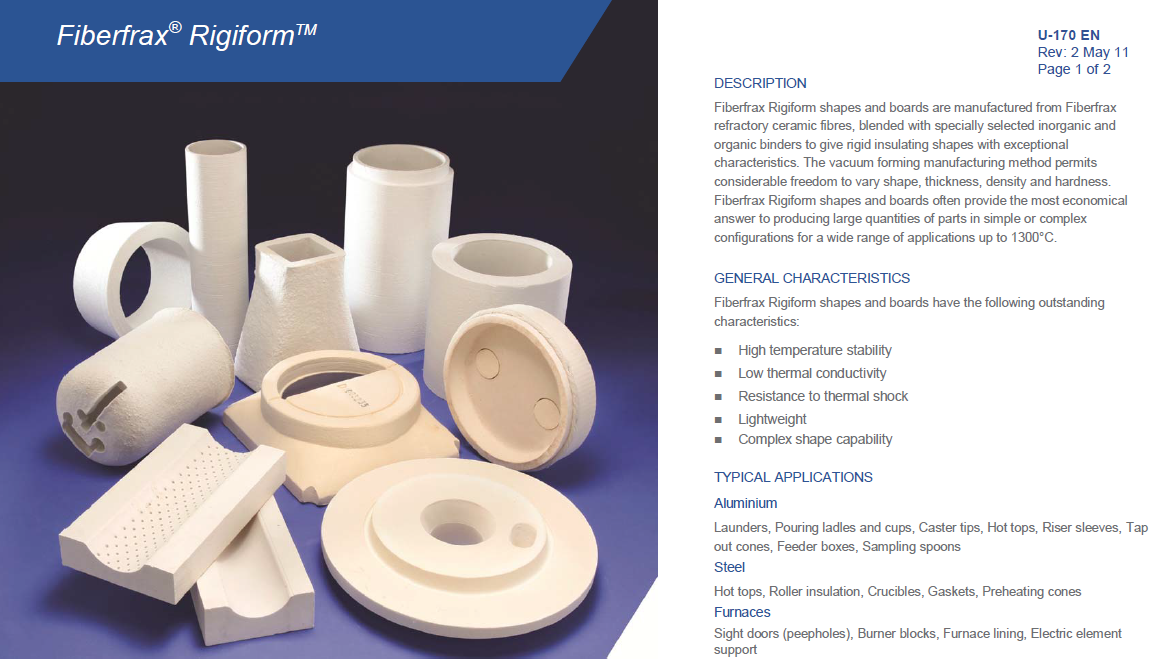 Fiberfrax® Rigiform™
U-170 EN
Rev: 2 May 11
Page 1 of 2
DESCRIPTION
Fiberfrax Rigiform shapes and boards are manufactured from Fiberfrax
refractory ceramic fibres, blended with specially selected inorganic and
organic binders to give rigid insulating shapes with exceptional
characteristics. The vacuum forming manufacturing method permits
considerable freedom to vary shape, thickness, density and hardness.
Fiberfrax Rigiform shapes and boards often provide the most economical
answer to producing large quantities of parts in simple or complex
configurations for a wide range of applications up to 1300°C.
GENERAL CHARACTERISTICS
Fiberfrax Rigiform shapes and boards have the following outstanding
characteristics:
■ High temperature stability
■ Low thermal conductivity
■ Resistance to thermal shock
■ Lightweight
■ Complex shape capability
TYPICAL APPLICATIONS
Aluminium
Launders, Pouring ladles and cups, Caster tips, Hot tops, Riser sleeves, Tap
out cones, Feeder boxes, Sampling spoons
Steel
Hot tops, Roller insulation, Crucibles, Gaskets, Preheating cones
Furnaces
Sight doors (peepholes), Burner blocks, Furnace lining, Electric element
support